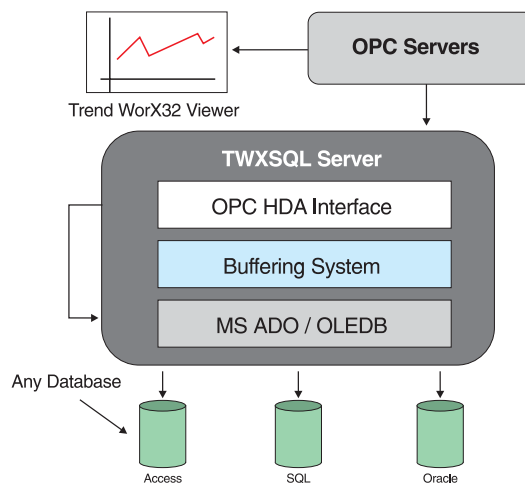 OPC Servers
Trend WorX32 Viewer
TWXSQL Server
OPC HDA Interface
Buffering System
MS ADO / OLEDB
Any Database
Access
SQL
Oracle